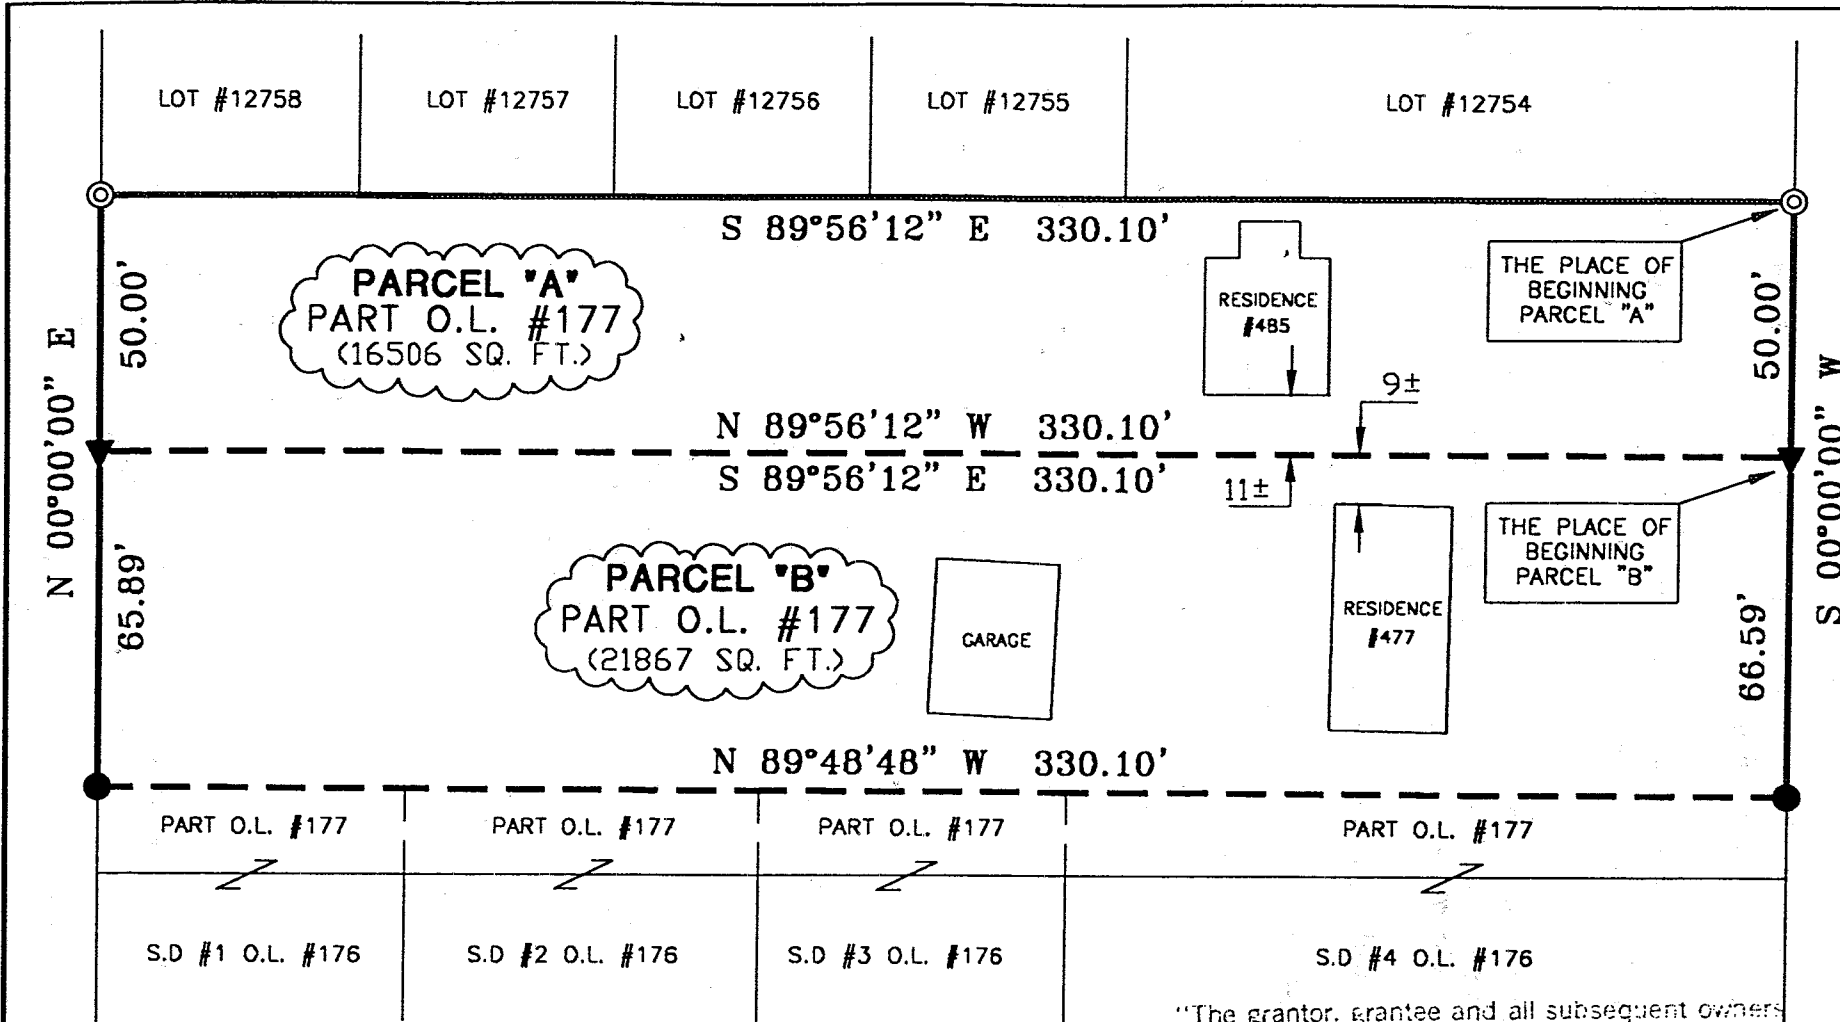 LOT #12758
LOT #12757
LOT #12756
LOT #12755
LOT #12754
S 89°56'12" E 330.10'
PARCEL "A"
PART O.L. #177
(16506 SQ. FT.)
50.00'
N 00°00'00" E
RESIDENCE
#485
THE PLACE OF
BEGINNING
PARCEL "A"
50.00'
S 00°00'00" W
9±
N 89°56'12" W 330.10'
S 89°56'12" E 330.10'
11±
THE PLACE OF
BEGINNING
PARCEL "B"
PARCEL "B"
PART O.L. #177
(21867 SQ. FT.)
65.89'
GARAGE
RESIDENCE
#477
66.59'
N 89°48'48" W 330.10'
PART O.L. #177
PART O.L. #177
PART O.L. #177
PART O.L. #177
S.D #1 O.L. #176
S.D #2 O.L. #176
S.D #3 O.L. #176
S.D #4 O.L. #176
"The grantor, grantee and all subsequent owners